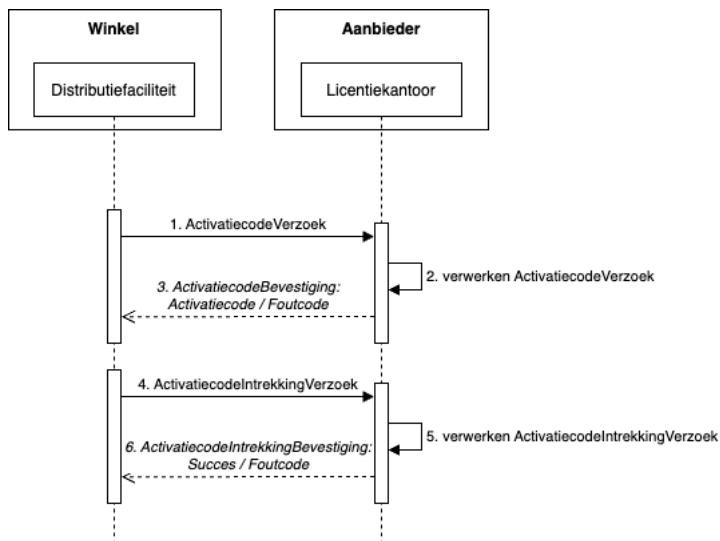 Winkel
Aanbieder
Distributiefaciliteit
Licentiekantoor
1. ActivatiecodeVerzoek
2. verwerken ActivatiecodeVerzoek
3. ActivatiecodeBevestiging:
Activatiecode / Foutcode
4. ActivatiecodeIntrekkingVerzoek
5. verwerken ActivatiecodeIntrekkingVerzoek
6. ActivatiecodeIntrekkingBevestiging:
Succes / Foutcode